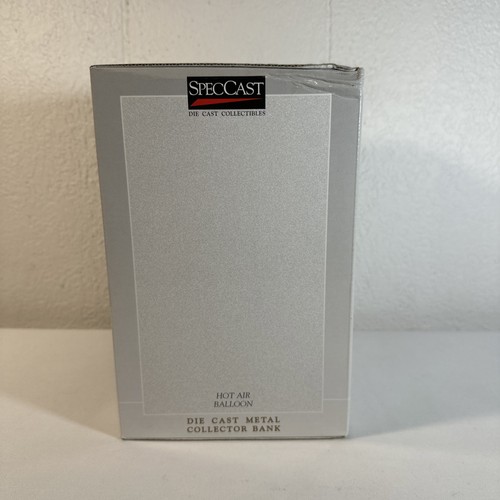 SPECCAST
DIE CAST COLLECTIBLES
HOT AIR
BALLOON
DIE CAST METAL
COLLECTOR BANK